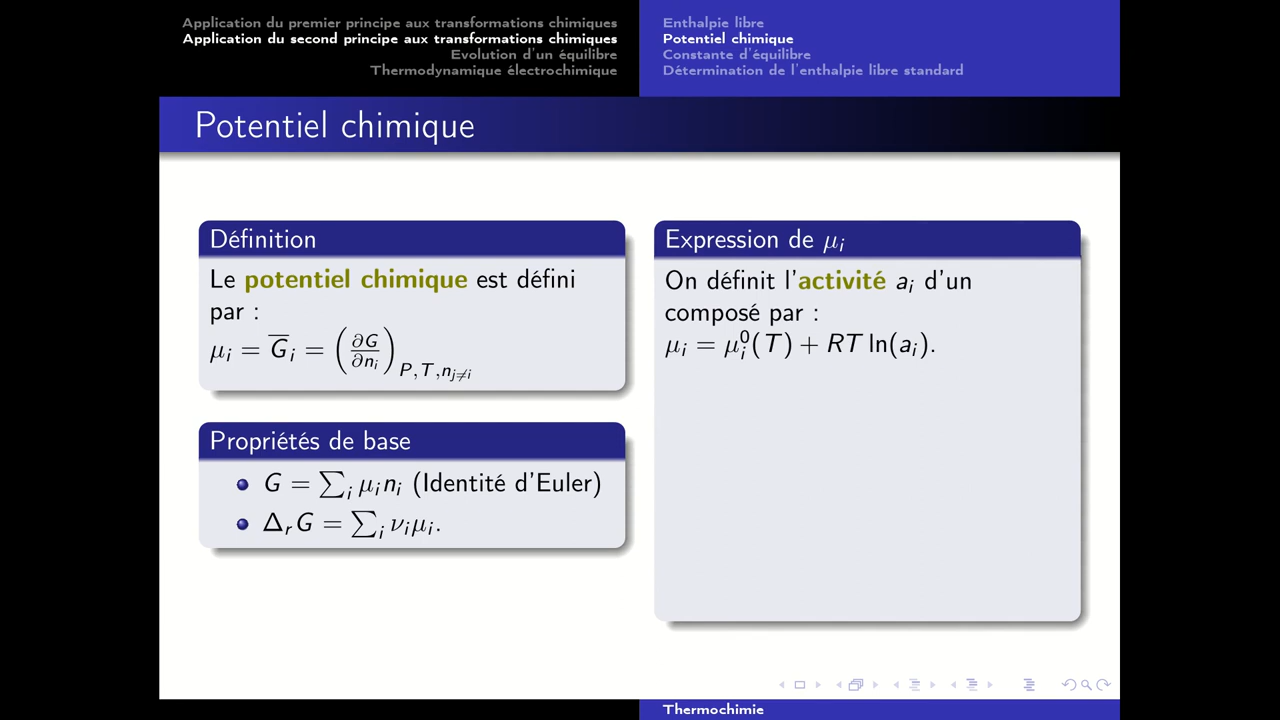 Application du premier principe aux transformations chimiques
Application du second principe aux transformations chimiques
Evolution d'un équilibre
Thermodynamique électrochimique
Enthalpie libre
Potentiel chimique
Constante d'équilibre
Détermination de l'enthalpie libre standard
Potentiel chimique
Définition
Le potentiel chimique est défini
par :
μ_i = G̅_i = (∂G/∂n_i)_{P,T,n_{j≠i}}
Propriétés de base
G = ∑_i μ_i n_i (Identité d'Euler)
Δ_r G = ∑_i ν_i μ_i.
Expression de μ_i
On définit l'activité a_i d'un
composé par :
μ_i = μ_i^0(T) + RT ln(a_i).
Thermochimie